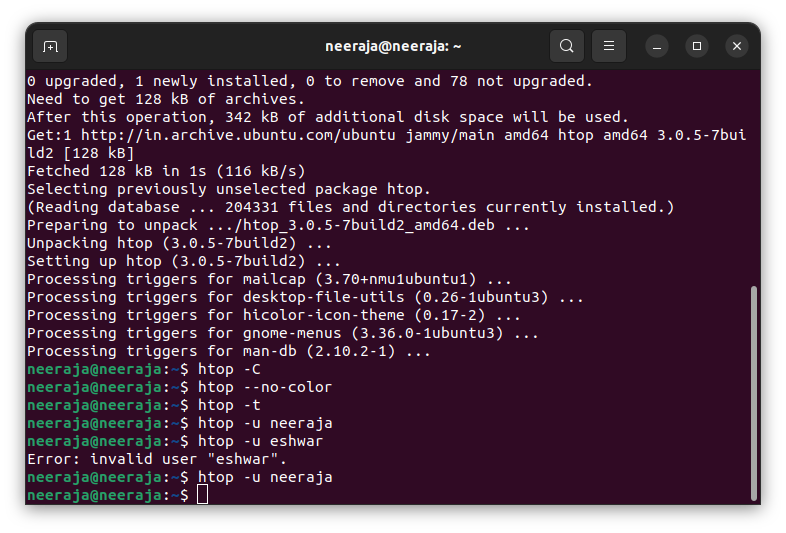 neeraja@neeraja: ~
0 upgraded, 1 newly installed, 0 to remove and 78 not upgraded.
Need to get 128 kB of archives.
After this operation, 342 kB of additional disk space will be used.
Get:1 http://in.archive.ubuntu.com/ubuntu jammy/main amd64 htop amd64 3.0.5-7bui
ld2 [128 kB]
Fetched 128 kB in 1s (116 kB/s)
Selecting previously unselected package htop.
(Reading database ... 204331 files and directories currently installed.)
Preparing to unpack .../htop_3.0.5-7build2_amd64.deb ...
Unpacking htop (3.0.5-7build2) ...
Setting up htop (3.0.5-7build2) ...
Processing triggers for mailcap (3.70+nmu1ubuntu1) ...
Processing triggers for desktop-file-utils (0.26-1ubuntu3) ...
Processing triggers for hicolor-icon-theme (0.17-2) ...
Processing triggers for gnome-menus (3.36.0-1ubuntu3) ...
Processing triggers for man-db (2.10.2-1) ...
neeraja@neeraja:~$ htop -C
neeraja@neeraja:~$ htop --no-color
neeraja@neeraja:~$ htop -t
neeraja@neeraja:~$ htop -u neeraja
neeraja@neeraja:~$ htop -u eshwar
Error: invalid user "eshwar".
neeraja@neeraja:~$ htop -u neeraja
neeraja@neeraja:~$